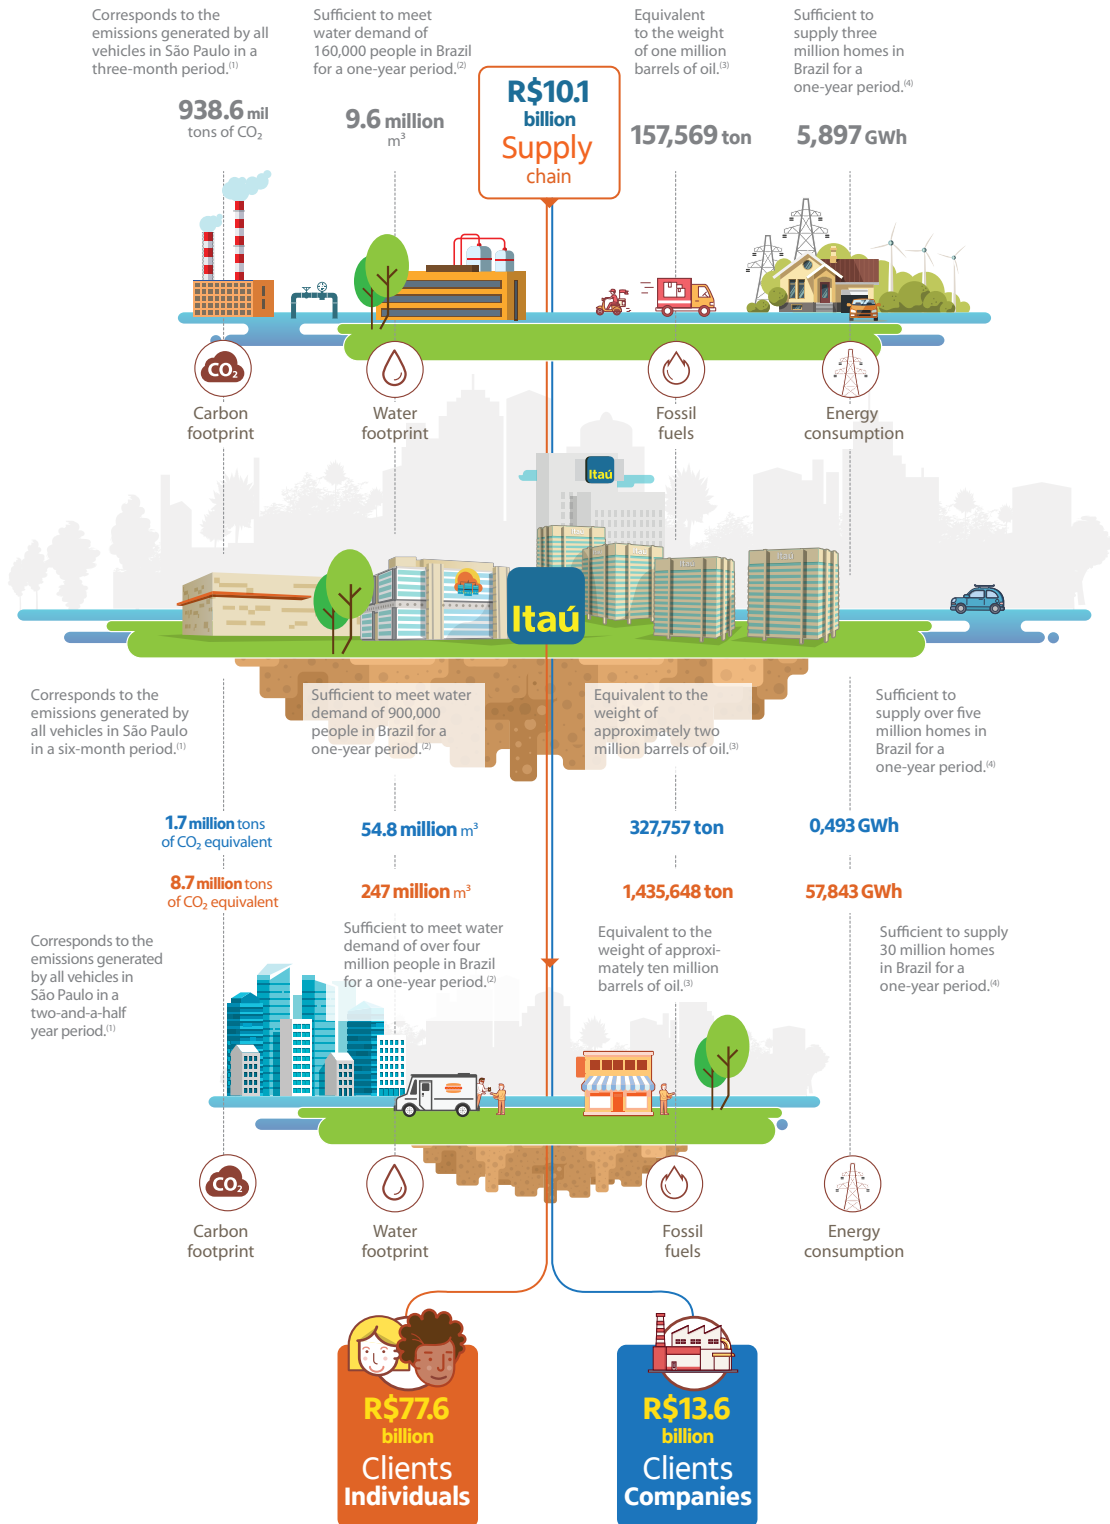 Corresponds to the
emissions generated by all
vehicles in São Paulo in a
three-month period.(1)
938.6 mil
tons of CO₂
Sufficient to meet
water demand of
160,000 people in Brazil
for a one-year period.(2)
9.6 million
m³
R$10.1
billion
Supply
chain
Equivalent
to the weight
of one million
barrels of oil.(3)
157,569 ton
Sufficient to
supply three
million homes in
Brazil for a
one-year period.(4)
5,897 GWh
CO₂
Carbon
footprint
Water
footprint
Fossil
fuels
Energy
consumption
Itaú
Itaú
Itaú
Itaú
Itaú
Itaú
Corresponds to the
emissions generated by
all vehicles in São Paulo
in a six-month period.(1)
Sufficient to meet water
demand of 900,000
people in Brazil for a
one-year period.(2)
Equivalent to the
weight of
approximately two
million barrels of oil.(3)
Sufficient to
supply over five
million homes in
Brazil for a
one-year period.(4)
1.7 million tons
of CO₂ equivalent
54.8 million m³
327,757 ton
0,493 GWh
8.7 million tons
of CO₂ equivalent
247 million m³
1,435,648 ton
57,843 GWh
Corresponds to the
emissions generated
by all vehicles in
São Paulo in a
two-and-a-half
year period.(1)
Sufficient to meet water
demand of over four
million people in Brazil
for a one-year period.(2)
Equivalent to the
weight of approxi-
mately ten million
barrels of oil.(3)
Sufficient to supply
30 million homes
in Brazil for a
one-year period.(4)
CO₂
Carbon
footprint
Water
footprint
Fossil
fuels
Energy
consumption
R$77.6
billion
Clients
Individuals
R$13.6
billion
Clients
Companies